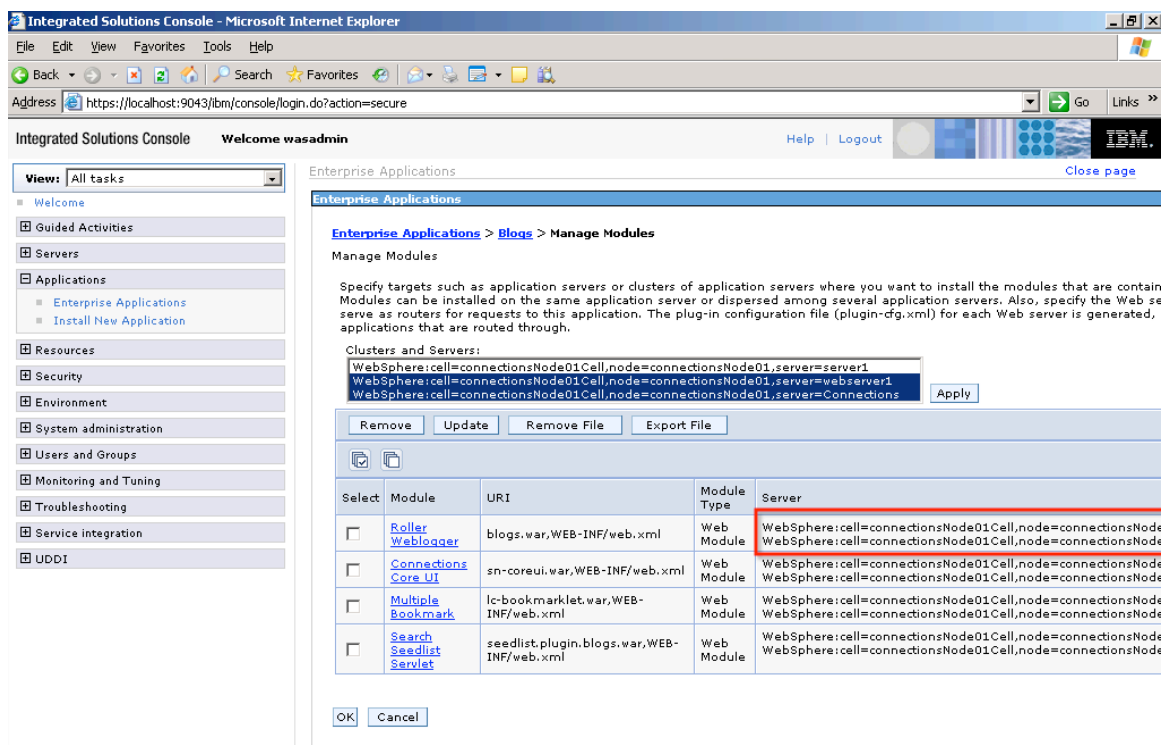 Integrated Solutions Console - Microsoft Internet Explorer
File Edit View Favorites Tools Help
Back Search Favorites
Address https://localhost:9043/ibm/console/login.do?action=secure Go Links »
Integrated Solutions Console Welcome wasadmin Help | Logout IBM.
View: All tasks
Welcome
Guided Activities
Servers
Applications
Enterprise Applications
Install New Application
Resources
Security
Environment
System administration
Users and Groups
Monitoring and Tuning
Troubleshooting
Service integration
UDDI
Enterprise Applications Close page
Enterprise Applications
Enterprise Applications > Blogs > Manage Modules
Manage Modules
Specify targets such as application servers or clusters of application servers where you want to install the modules that are contain
Modules can be installed on the same application server or dispersed among several application servers. Also, specify the Web se
serve as routers for requests to this application. The plug-in configuration file (plugin-cfg.xml) for each Web server is generated,
applications that are routed through.
Clusters and Servers:
WebSphere:cell=connectionsNode01Cell,node=connectionsNode01,server=server1
WebSphere:cell=connectionsNode01Cell,node=connectionsNode01,server=webserver1
WebSphere:cell=connectionsNode01Cell,node=connectionsNode01,server=Connections
Apply
Remove Update Remove File Export File
Select Module URI Module Type Server
Roller Weblogger blogs.war,WEB-INF/web.xml Web Module WebSphere:cell=connectionsNode01Cell,node=connectionsNode
WebSphere:cell=connectionsNode01Cell,node=connectionsNode
Connections Core UI sn-coreui.war,WEB-INF/web.xml Web Module WebSphere:cell=connectionsNode01Cell,node=connectionsNode
WebSphere:cell=connectionsNode01Cell,node=connectionsNode
Multiple Bookmark lc-bookmarklet.war,WEB-INF/web.xml Web Module WebSphere:cell=connectionsNode01Cell,node=connectionsNode
WebSphere:cell=connectionsNode01Cell,node=connectionsNode
Search Seedlist Servlet seedlist.plugin.blogs.war,WEB-INF/web.xml Web Module WebSphere:cell=connectionsNode01Cell,node=connectionsNode
WebSphere:cell=connectionsNode01Cell,node=connectionsNode
OK Cancel